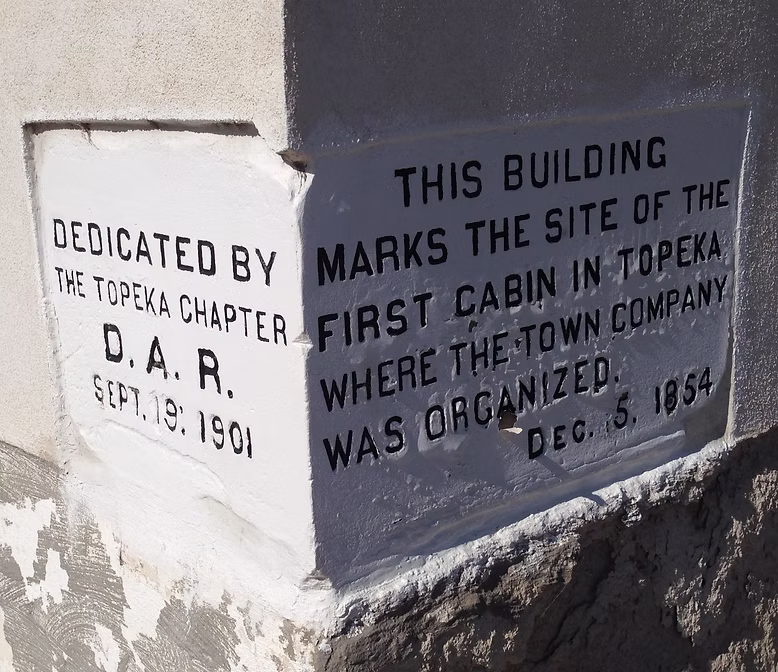 DEDICATED BY
THE TOPEKA CHAPTER
D. A. R.
SEPT. 19: 1901
THIS BUILDING
MARKS THE SITE OF THE
FIRST CABIN IN TOPEKA
WHERE THE TOWN COMPANY
WAS ORGANIZED.
DEC. 5, 1854